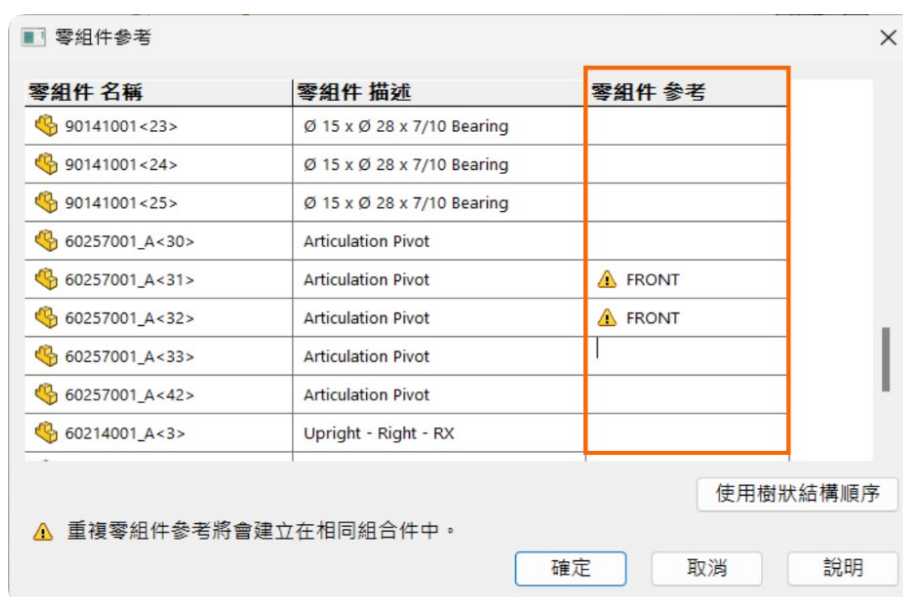 零組件參考
零組件 名稱 零組件 描述 零組件 參考
90141001<23> Ø 15 x Ø 28 x 7/10 Bearing
90141001<24> Ø 15 x Ø 28 x 7/10 Bearing
90141001<25> Ø 15 x Ø 28 x 7/10 Bearing
60257001_A<30> Articulation Pivot
60257001_A<31> Articulation Pivot FRONT
60257001_A<32> Articulation Pivot FRONT
60257001_A<33> Articulation Pivot
60257001_A<42> Articulation Pivot
60214001_A<3> Upright - Right - RX
使用樹狀結構順序
重複零組件參考將會建立在相同組合件中。
確定 取消 說明